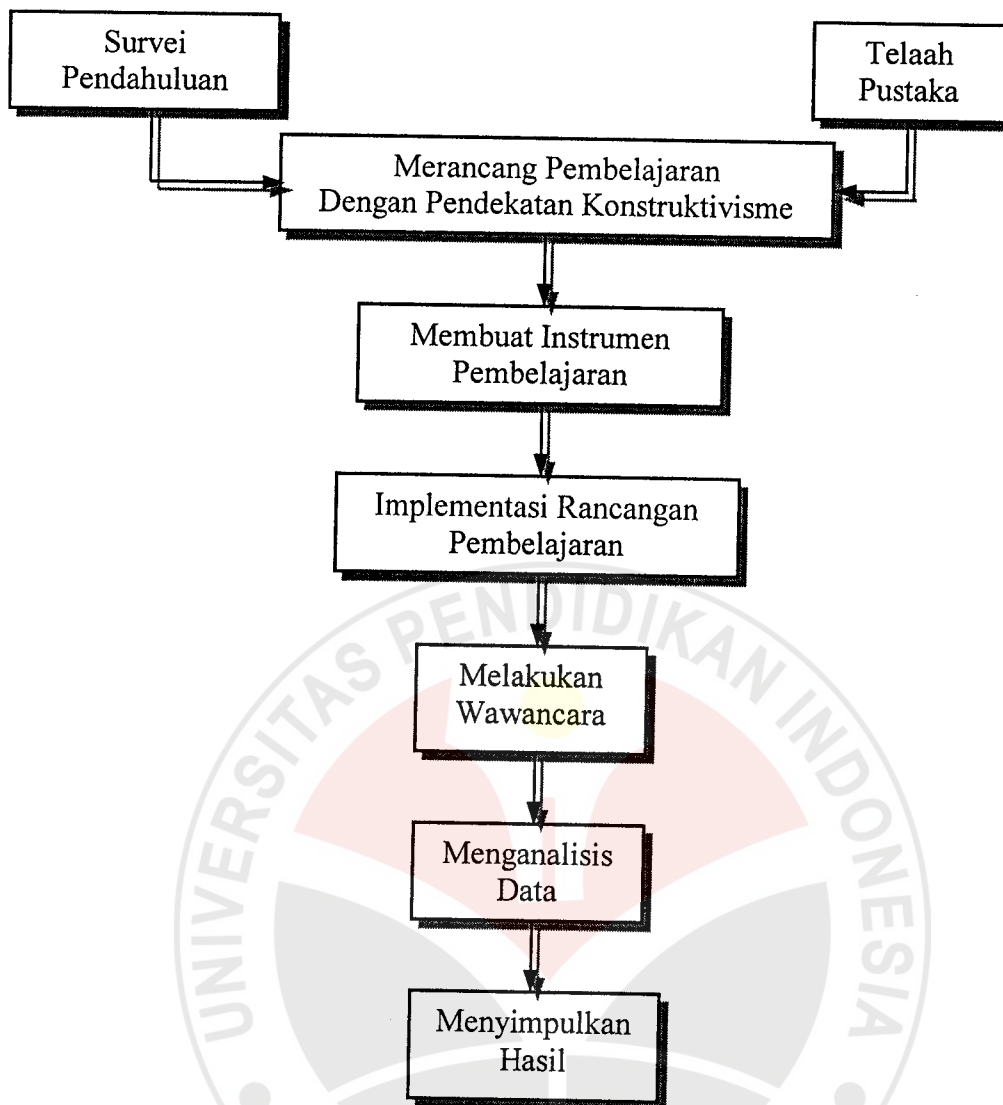 Survei
Pendahuluan
Telaah
Pustaka
Merancang Pembelajaran
Dengan Pendekatan Konstruktivisme
Membuat Instrumen
Pembelajaran
Implementasi Rancangan
Pembelajaran
Melakukan
Wawancara
Menganalisis
Data
Menyimpulkan
Hasil
UNIVERSITAS PENDIDIKAN INDONESIA